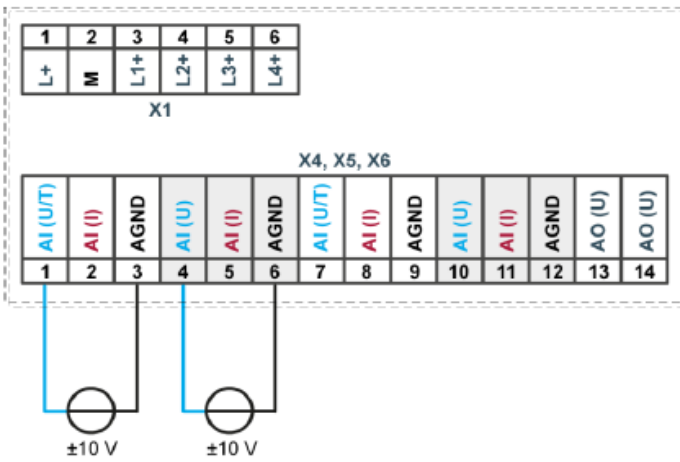 1 2 3 4 5 6
L+ M L1+ L2+ L3+ L4+
X1
X4, X5, X6
AI (U/T) AI (I) AGND AI (U) AI (I) AGND AI (U/T) AI (I) AGND AI (U) AI (I) AGND AO (U) AO (U)
1 2 3 4 5 6 7 8 9 10 11 12 13 14
±10 V ±10 V